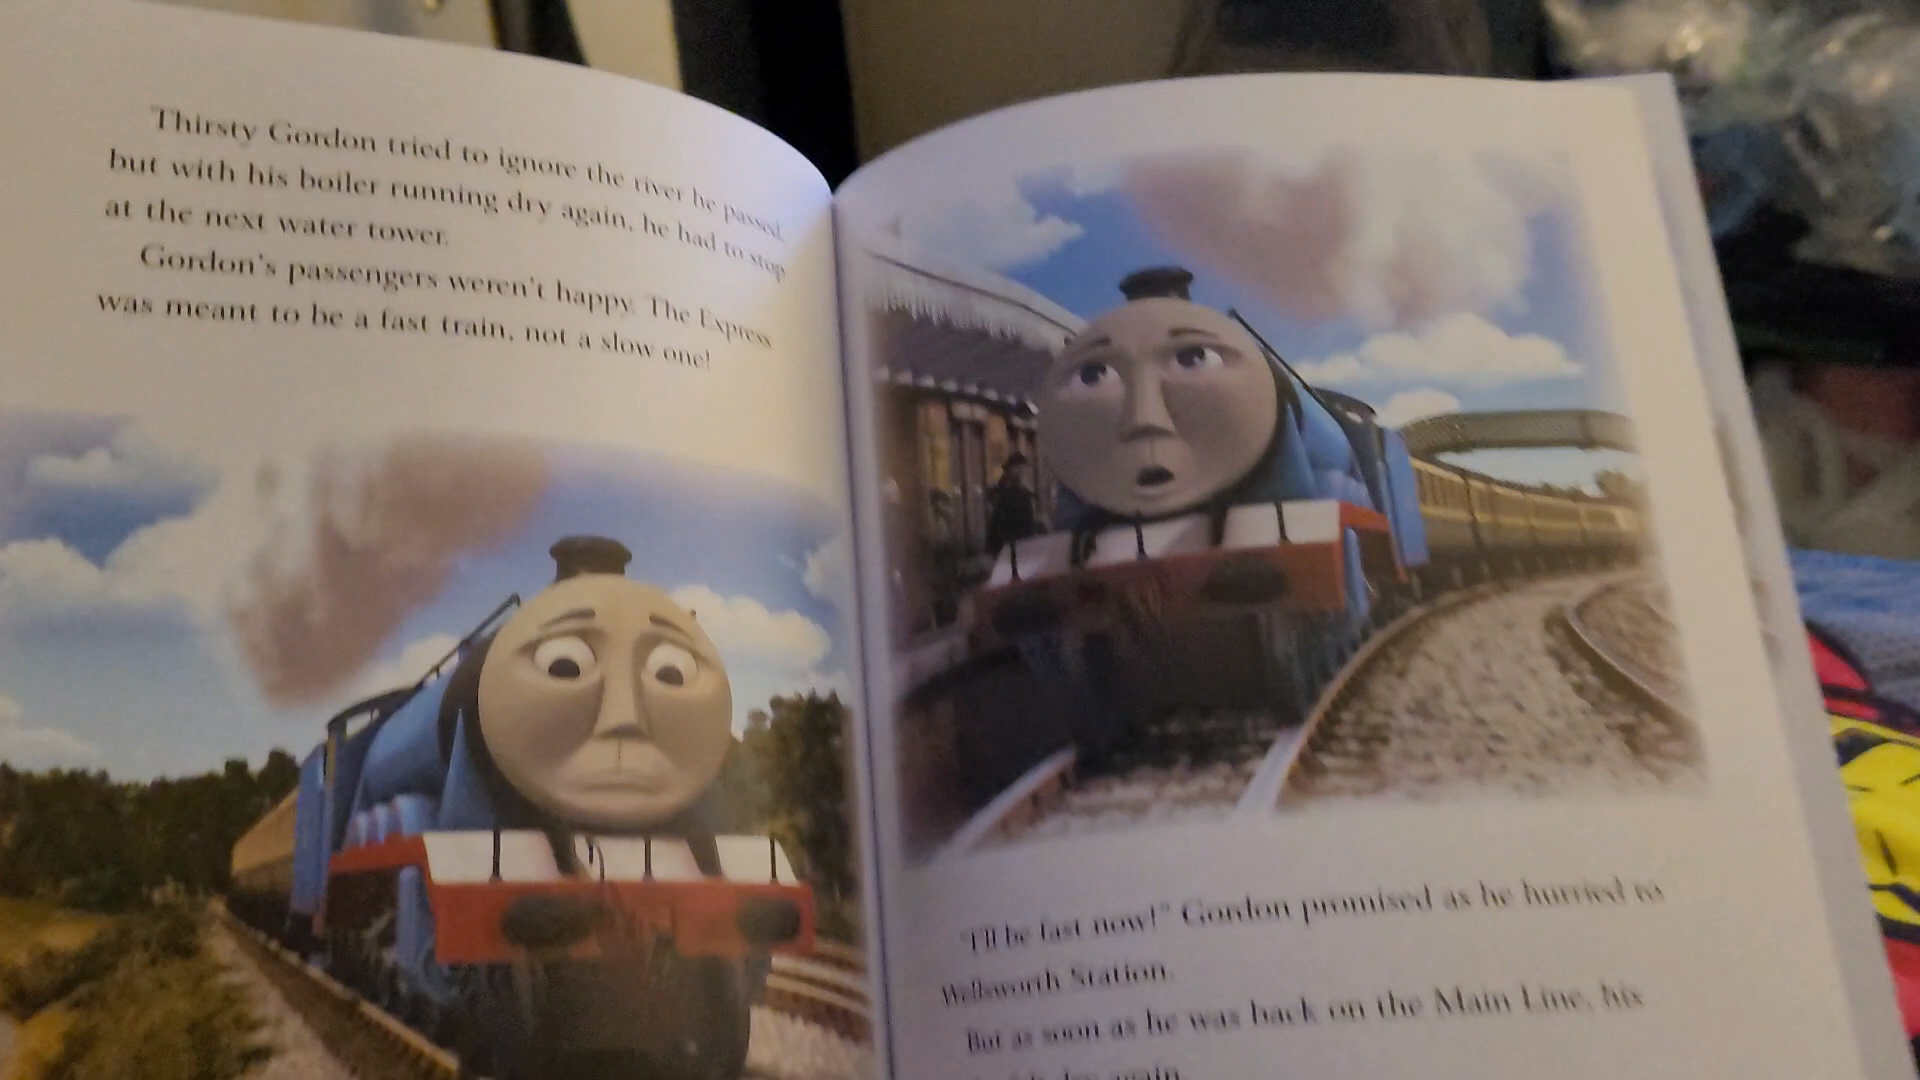 Thirsty Gordon tried to ignore the river he passed,
but with his boiler running dry again, he had to stop
at the next water tower.
Gordon's passengers weren't happy. The Express
was meant to be a fast train, not a slow one!
"I'll be fast now!" Gordon promised as he hurried to
Wellsworth Station.
But as soon as he was back on the Main Line, his
dry again.